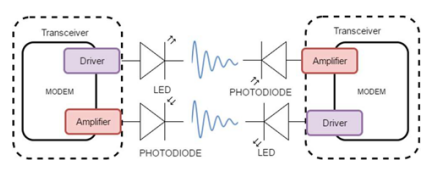 Transceiver
Transceiver
Driver
Amplifier
MODEM
LED
PHOTODIODE
MODEM
Amplifier
Driver
PHOTODIODE
LED